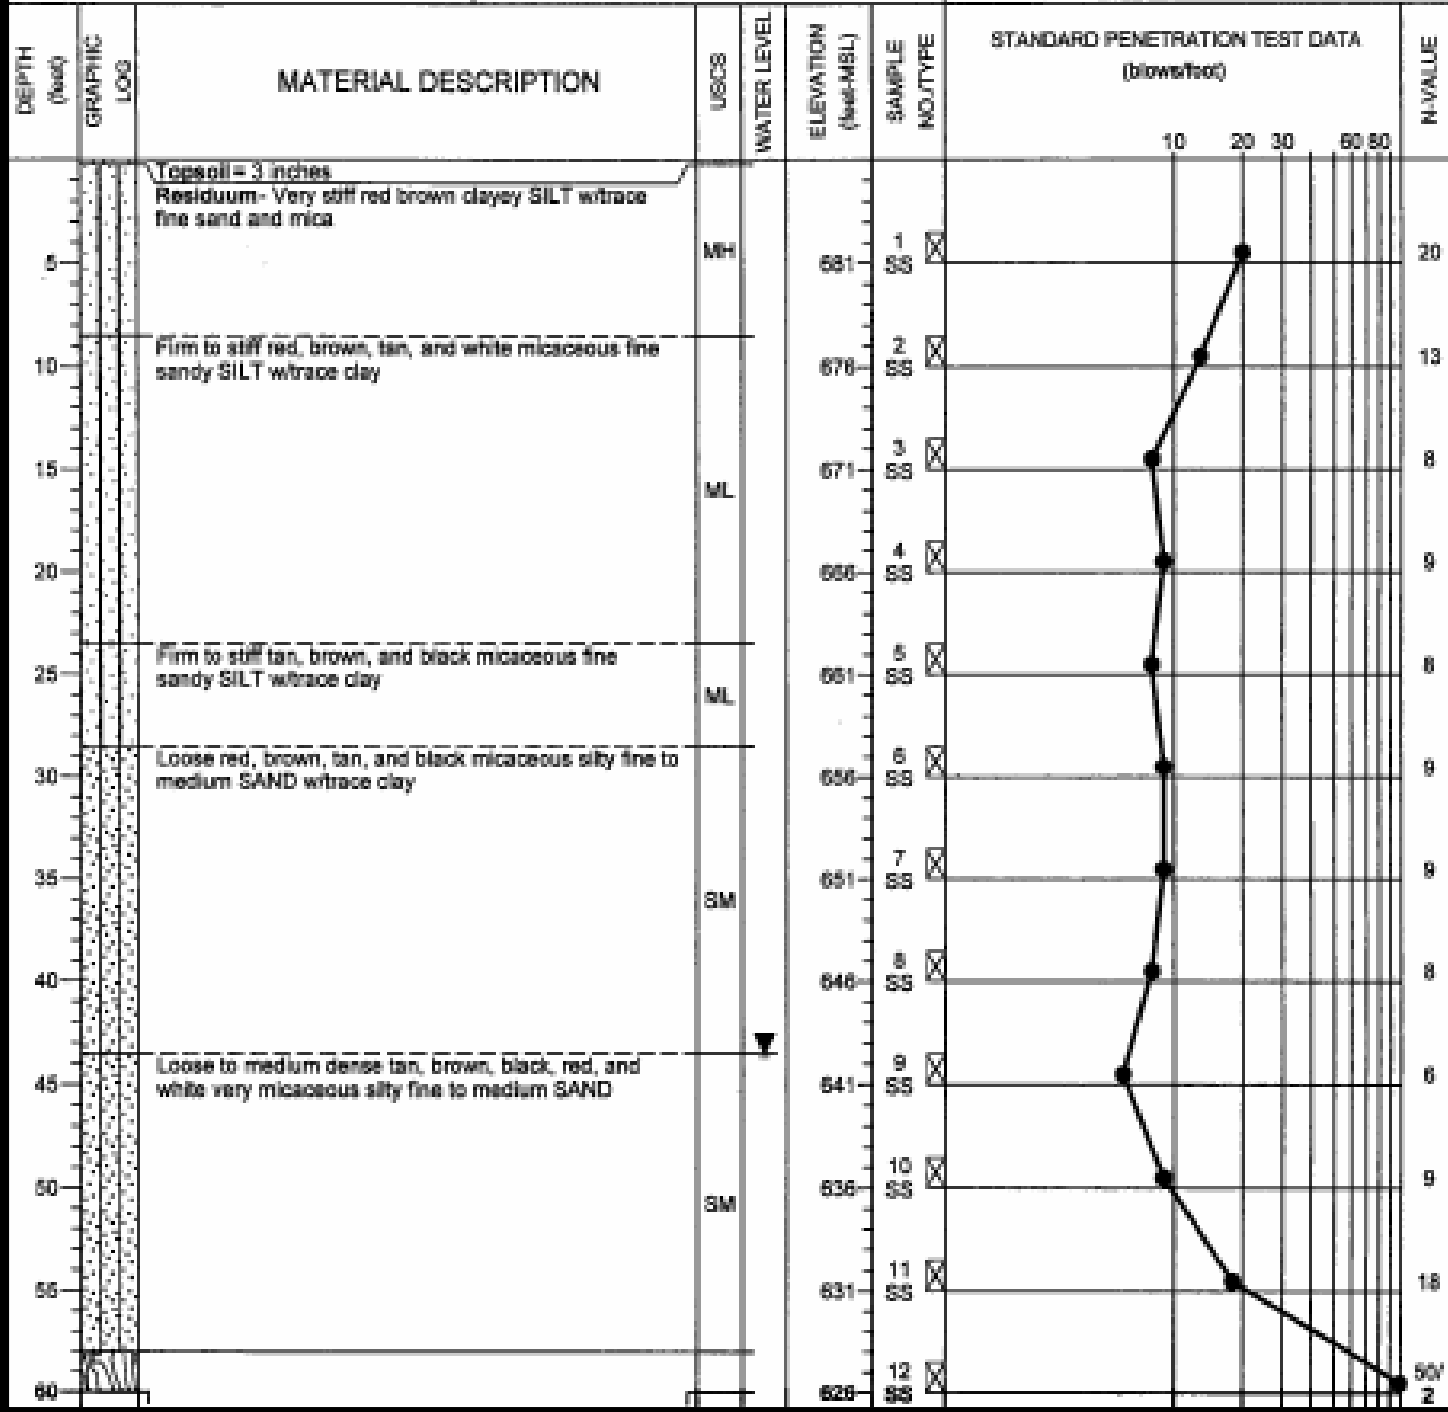 DEPTH
(feet)
GRAPHIC
LOG
MATERIAL DESCRIPTION
USCS
WATER LEVEL
ELEVATION
(feet-MSL)
SAMPLE
NO./TYPE
STANDARD PENETRATION TEST DATA
(blows/foot)
10 20 30 60 80
N-VALUE
Topsoil = 3 inches
Residuum- Very stiff red brown clayey SILT w/trace
fine sand and mica
MH
5
681
1
SS
20
Firm to stiff red, brown, tan, and white micaceous fine
sandy SILT w/trace clay
10
676
2
SS
13
15
671
3
SS
8
ML
20
666
4
SS
9
Firm to stiff tan, brown, and black micaceous fine
sandy SILT w/trace clay
25
661
5
SS
8
ML
Loose red, brown, tan, and black micaceous silty fine to
medium SAND w/trace clay
30
656
6
SS
9
35
651
7
SS
9
SM
40
646
8
SS
8
Loose to medium dense tan, brown, black, red, and
white very micaceous silty fine to medium SAND
45
641
9
SS
6
50
636
10
SS
9
SM
55
631
11
SS
18
60
626
12
SS
50/
2